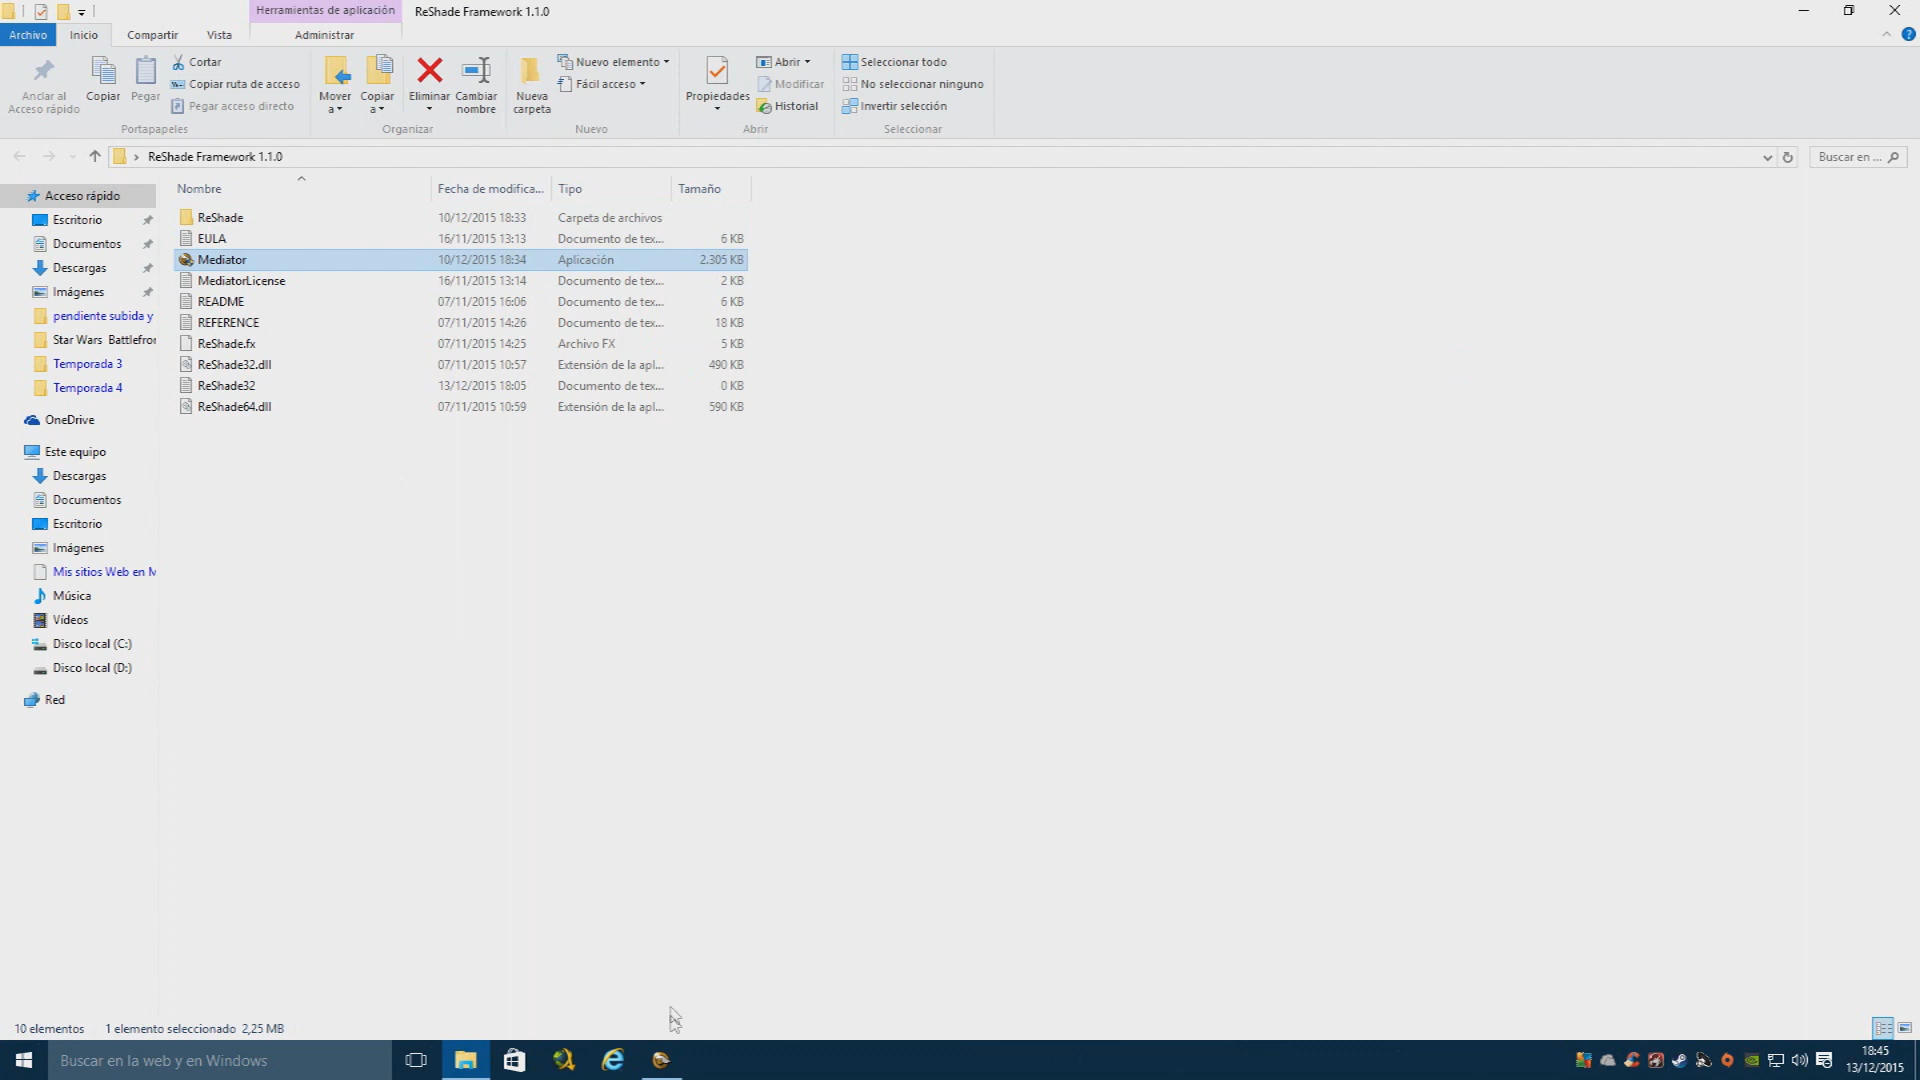 Herramientas de aplicación
ReShade Framework 1.1.0
Archivo
Inicio
Compartir
Vista
Administrar
Anclar al
Acceso rápido
Copiar
Pegar
Cortar
Copiar ruta de acceso
Pegar acceso directo
Portapapeles
Mover
a
Copiar
a
Eliminar
Cambiar
nombre
Organizar
Nueva
carpeta
Nuevo elemento
Fácil acceso
Nuevo
Propiedades
Abrir
Modificar
Historial
Abrir
Seleccionar todo
No seleccionar ninguno
Invertir selección
Seleccionar
ReShade Framework 1.1.0
Buscar en ...
Nombre
Fecha de modifica...
Tipo
Tamaño
ReShade 10/12/2015 18:33 Carpeta de archivos
EULA 16/11/2015 13:13 Documento de tex... 6 KB
Mediator 10/12/2015 18:34 Aplicación 2.305 KB
MediatorLicense 16/11/2015 13:14 Documento de tex... 2 KB
README 07/11/2015 16:06 Documento de tex... 6 KB
REFERENCE 07/11/2015 14:26 Documento de tex... 18 KB
ReShade.fx 07/11/2015 14:25 Archivo FX 5 KB
ReShade32.dll 07/11/2015 10:57 Extensión de la apl... 490 KB
ReShade32 13/12/2015 18:05 Documento de tex... 0 KB
ReShade64.dll 07/11/2015 10:59 Extensión de la apl... 590 KB
Acceso rápido
Escritorio
Documentos
Descargas
Imágenes
pendiente subida y
Star Wars Battlefror
Temporada 3
Temporada 4
OneDrive
Este equipo
Descargas
Documentos
Escritorio
Imágenes
Mis sitios Web en M
Música
Vídeos
Disco local (C:)
Disco local (D:)
Red
10 elementos
1 elemento seleccionado 2,25 MB
Buscar en la web y en Windows
18:45
13/12/2015